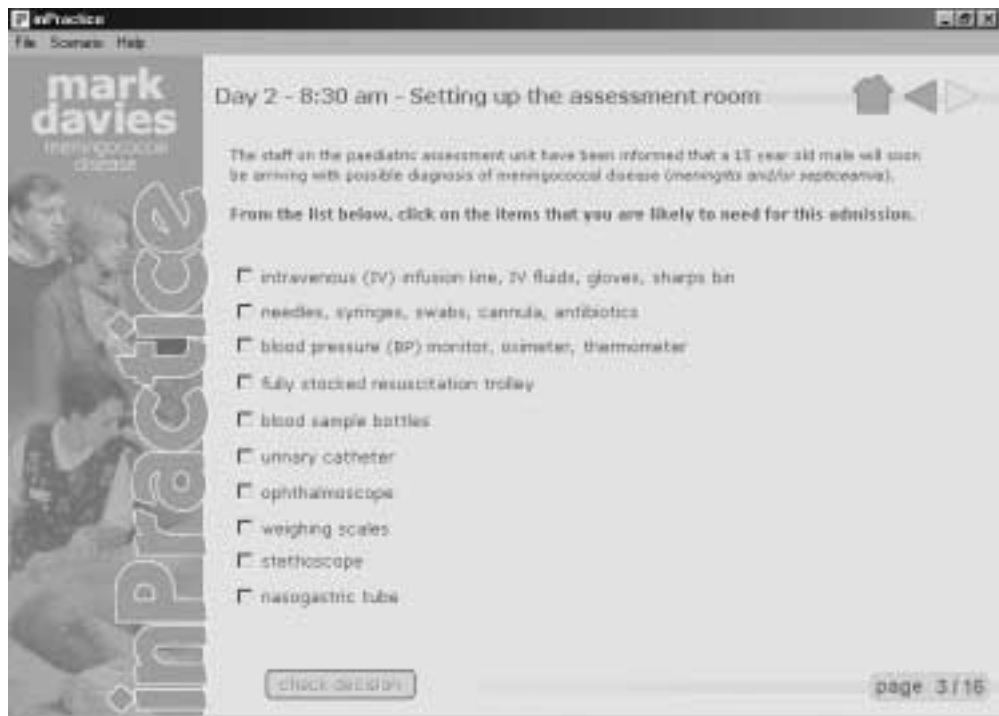 inPractice
File Scenario Help
mark
davies
meningococcal
disease
inPractice
Day 2 - 8:30 am - Setting up the assessment room
The staff on the paediatric assessment unit have been informed that a 15 year old male will soon
be arriving with possible diagnosis of meningococcal disease (meningitis and/or septicaemia).
From the list below, click on the items that you are likely to need for this admission.
intravenous (IV) infusion line, IV fluids, gloves, sharps bin
needles, syringes, swabs, cannula, antibiotics
blood pressure (BP) monitor, oximeter, thermometer
fully stocked resuscitation trolley
blood sample bottles
urinary catheter
ophthalmoscope
weighing scales
stethoscope
nasogastric tube
check decision
page 3/16